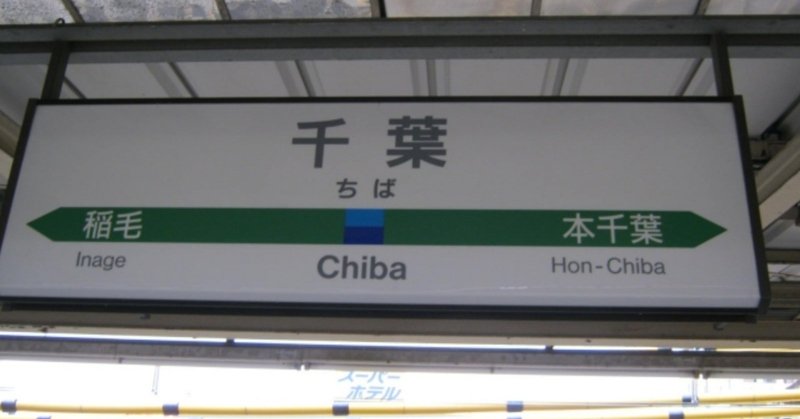 千葉
ちば
稲毛
本千葉
Inage
Chiba
Hon-Chiba
スーパー
ホテル